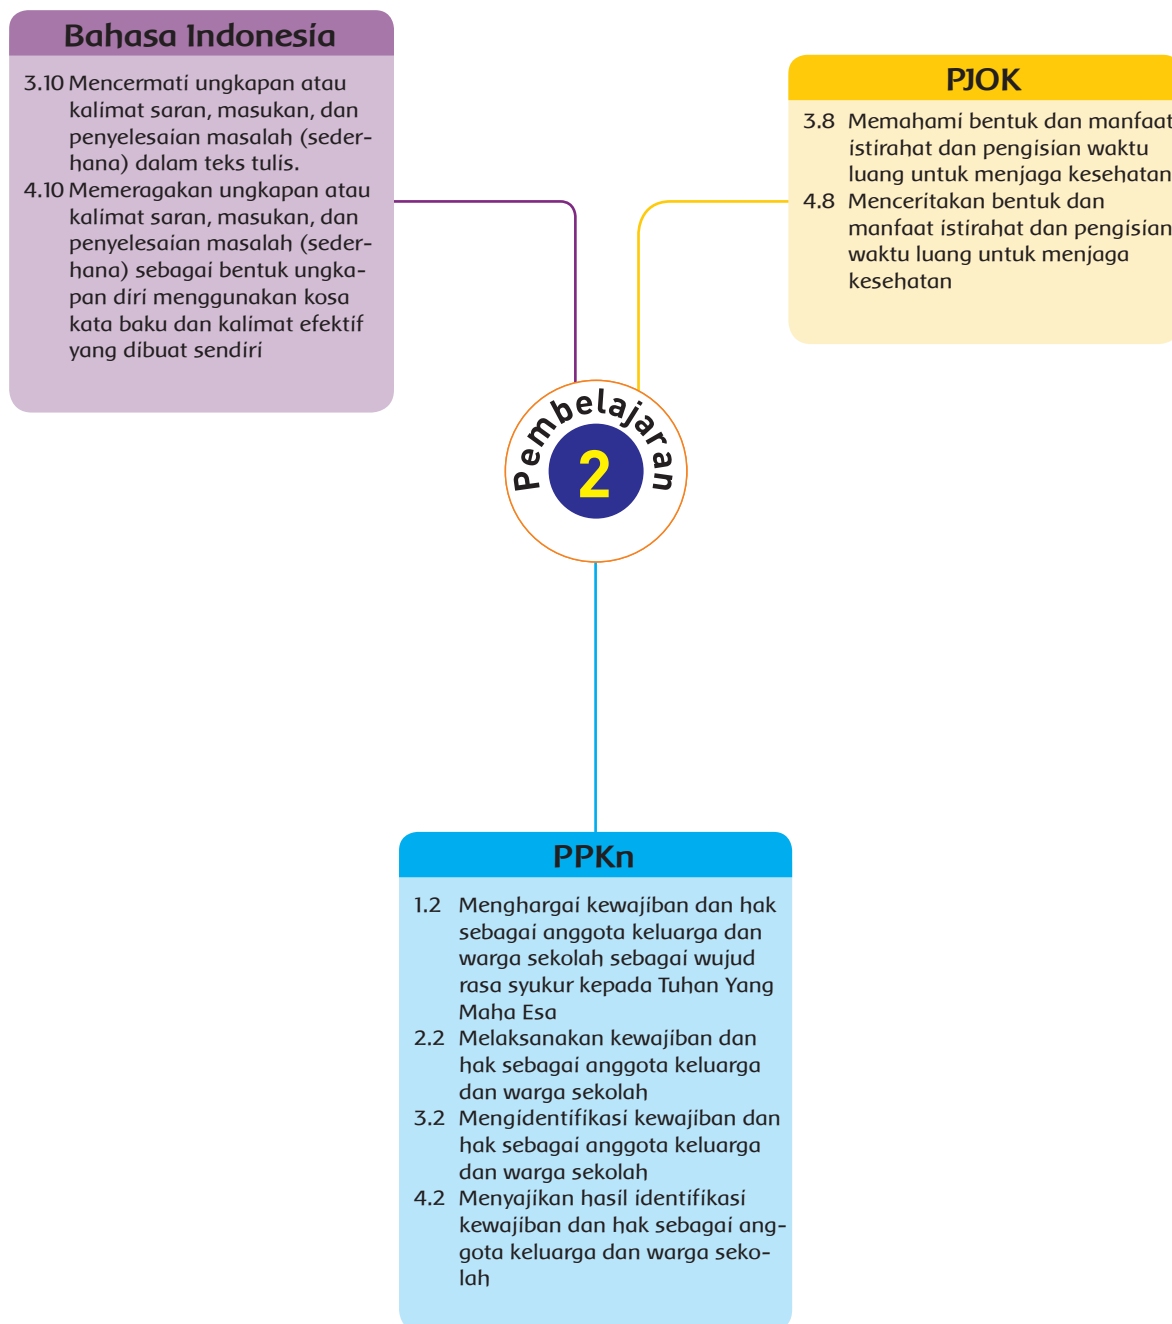 Bahasa Indonesia
3.10 Mencermati ungkapan atau
kalimat saran, masukan, dan
penyelesaian masalah (seder-
hana) dalam teks tulis.
4.10 Memeragakan ungkapan atau
kalimat saran, masukan, dan
penyelesaian masalah (seder-
hana) sebagai bentuk ungka-
pan diri menggunakan kosa
kata baku dan kalimat efektif
yang dibuat sendiri
PJOK
3.8 Memahami bentuk dan manfaat
istirahat dan pengisian waktu
luang untuk menjaga kesehatan
4.8 Menceritakan bentuk dan
manfaat istirahat dan pengisian
waktu luang untuk menjaga
kesehatan
Pembelajaran
2
PPKn
1.2 Menghargai kewajiban dan hak
sebagai anggota keluarga dan
warga sekolah sebagai wujud
rasa syukur kepada Tuhan Yang
Maha Esa
2.2 Melaksanakan kewajiban dan
hak sebagai anggota keluarga
dan warga sekolah
3.2 Mengidentifikasi kewajiban dan
hak sebagai anggota keluarga
dan warga sekolah
4.2 Menyajikan hasil identifikasi
kewajiban dan hak sebagai ang-
gota keluarga dan warga seko-
lah